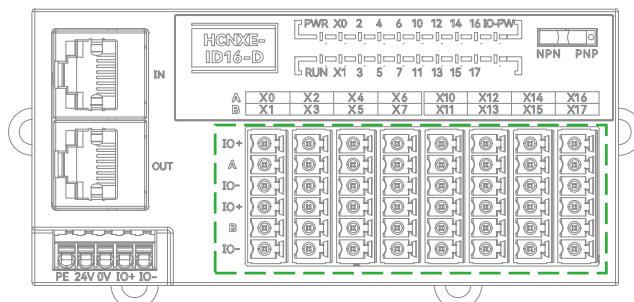 PWR X0 2 4 6 10 12 14 16 IO-PW
HCNXE-
ID16-D
NPN PNP
RUN X1 3 5 7 11 13 15 17
IN
A X0 X2 X4 X6 X10 X12 X14 X16
B X1 X3 X5 X7 X11 X13 X15 X17
IO+
OUT
A
IO-
IO+
B
IO-
PE 24V 0V IO+ IO-